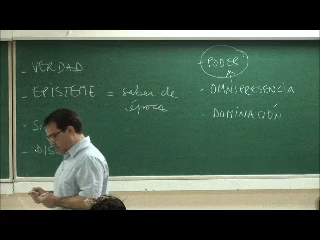 - VERDAD
- EPISTEME = saber de
época
PODER
- OMNIPRESENCIA
- DOMINACIÓN